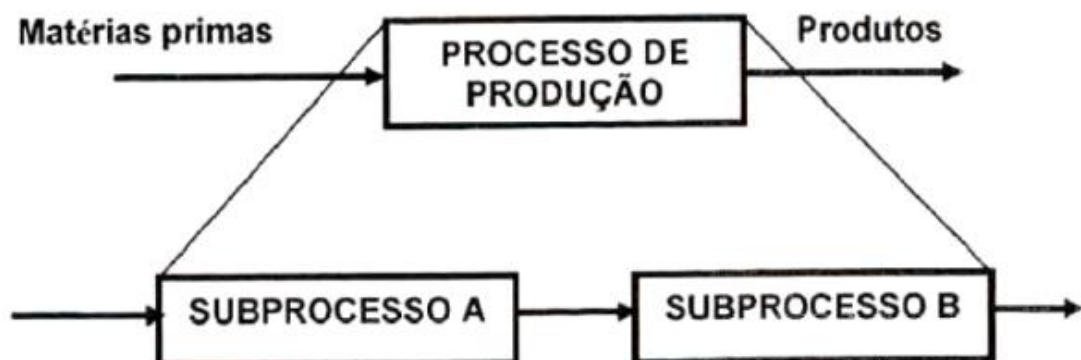 Matérias primas
PROCESSO DE
PRODUÇÃO
Produtos
SUBPROCESSO A
SUBPROCESSO B